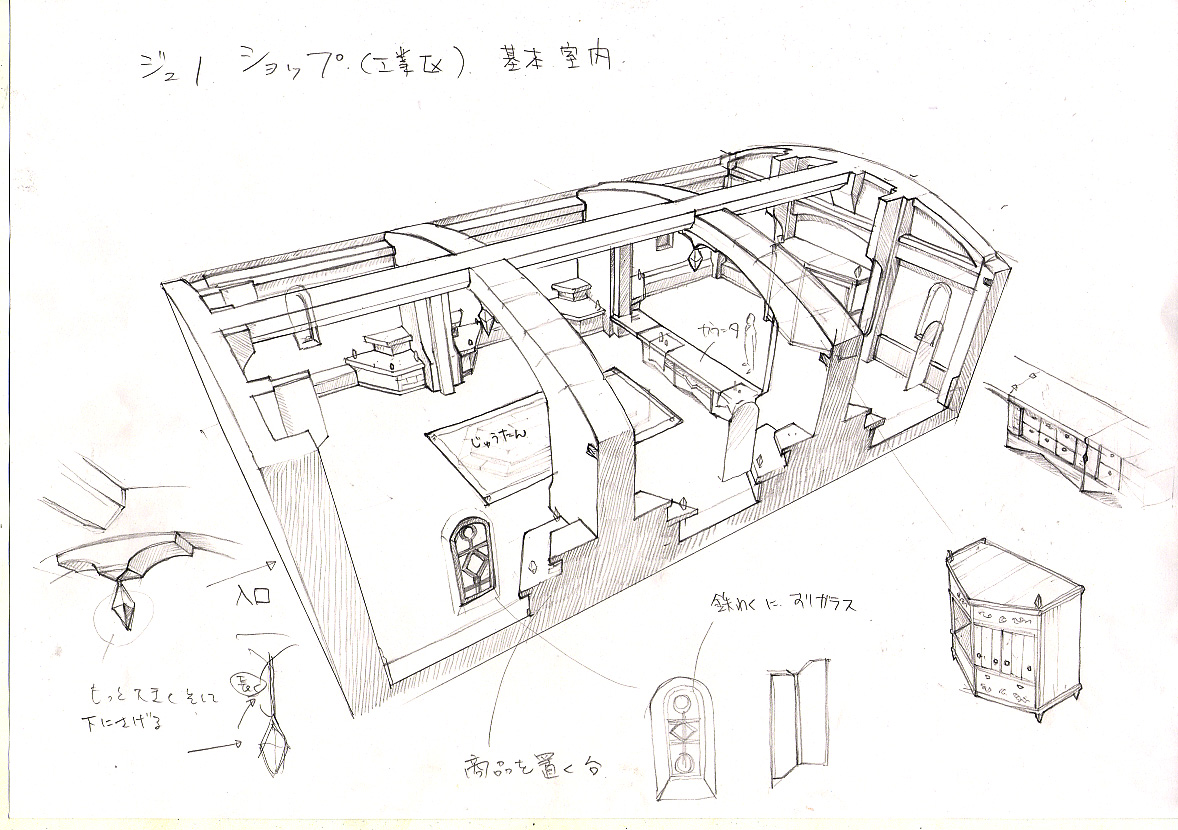 ジュノ ショップ.(工業区). 基本室内.
カウンタ
じゅうたん
入口
鉄わくに.すりガラス
長く
もっと大きくそして
下にさげる
商品を置く台